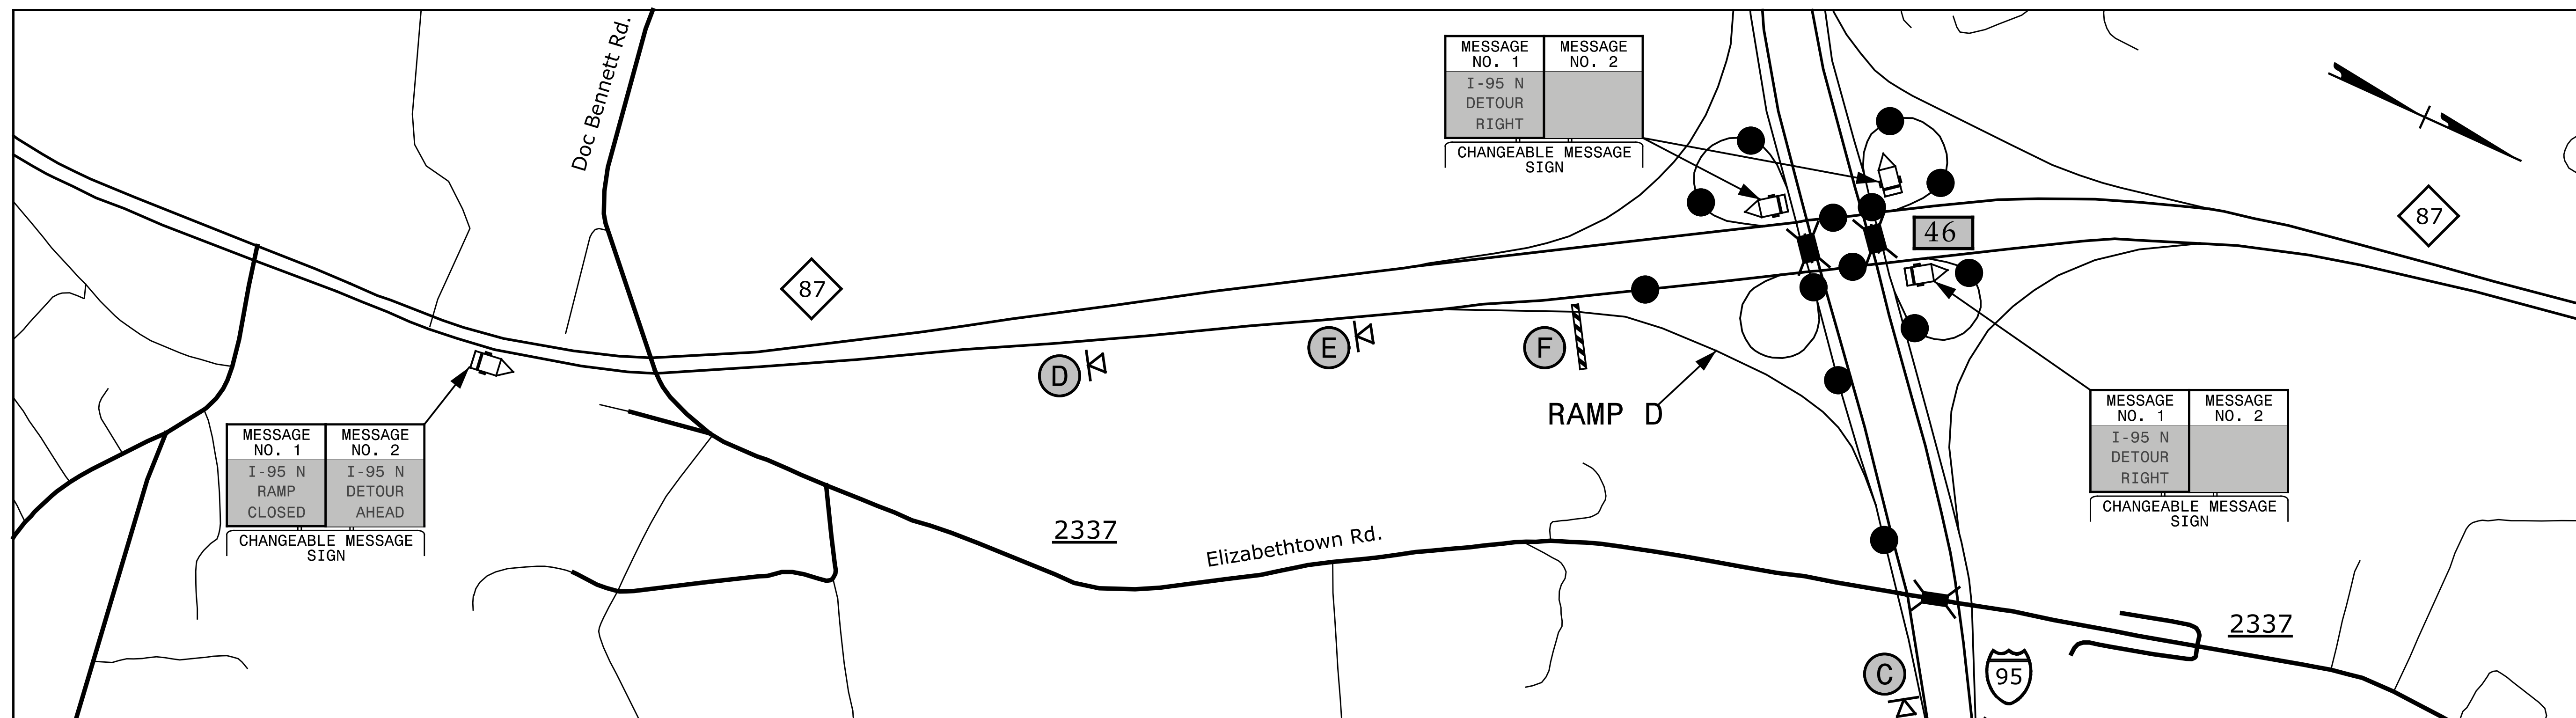 Doc Bennett Rd.
MESSAGE NO. 1
MESSAGE NO. 2
I-95 N
DETOUR
RIGHT
CHANGEABLE MESSAGE
SIGN
46
87
87
D
E
F
RAMP D
MESSAGE NO. 1
MESSAGE NO. 2
I-95 N
RAMP
CLOSED
I-95 N
DETOUR
AHEAD
CHANGEABLE MESSAGE
SIGN
MESSAGE NO. 1
MESSAGE NO. 2
I-95 N
DETOUR
RIGHT
CHANGEABLE MESSAGE
SIGN
2337
Elizabethtown Rd.
2337
C
95